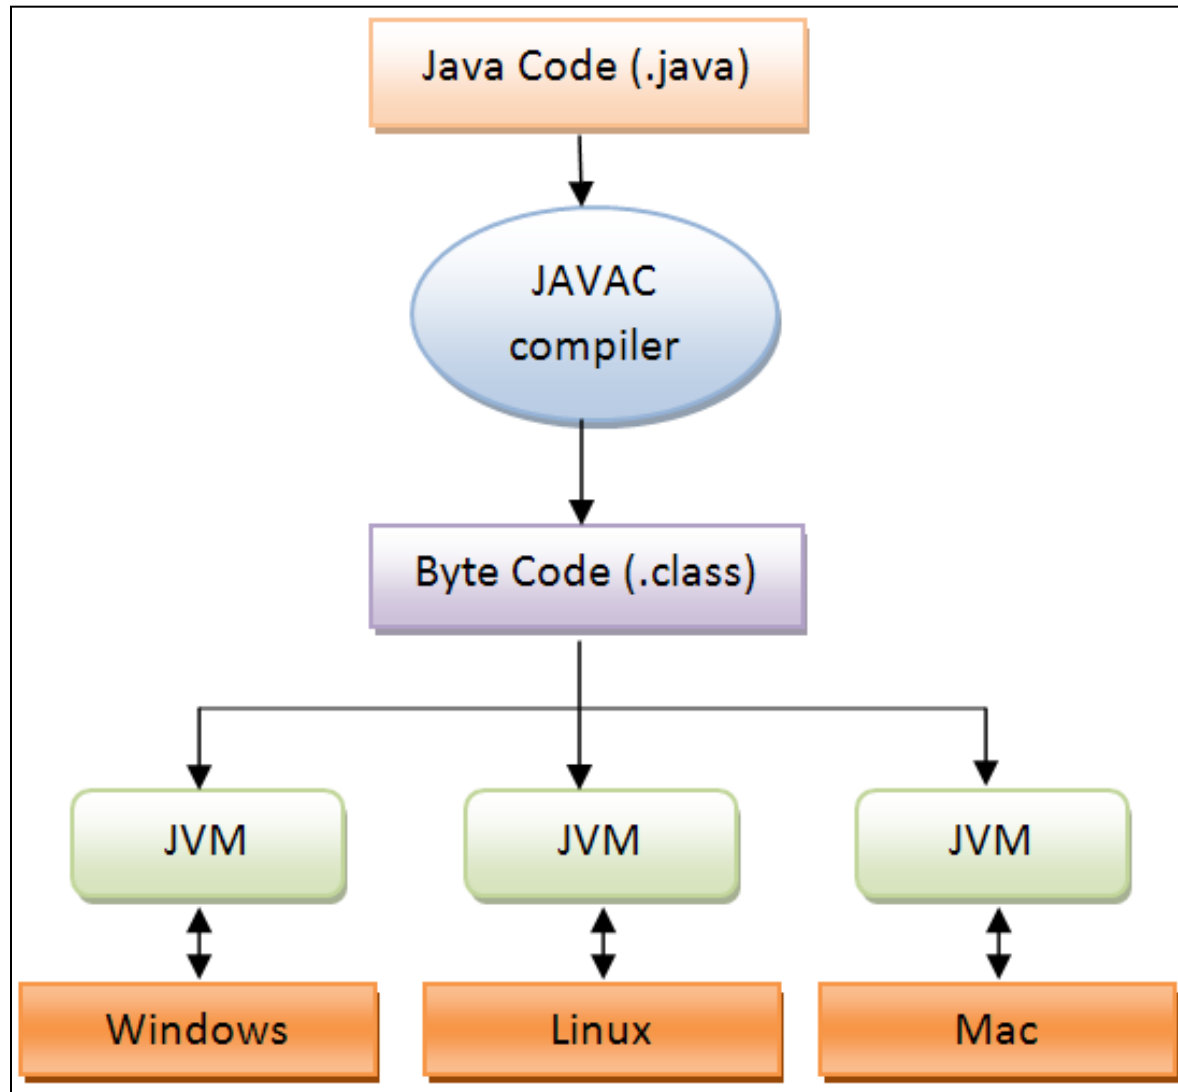 Java Code (.java)
JAVAC
compiler
Byte Code (.class)
JVM
JVM
JVM
Windows
Linux
Mac